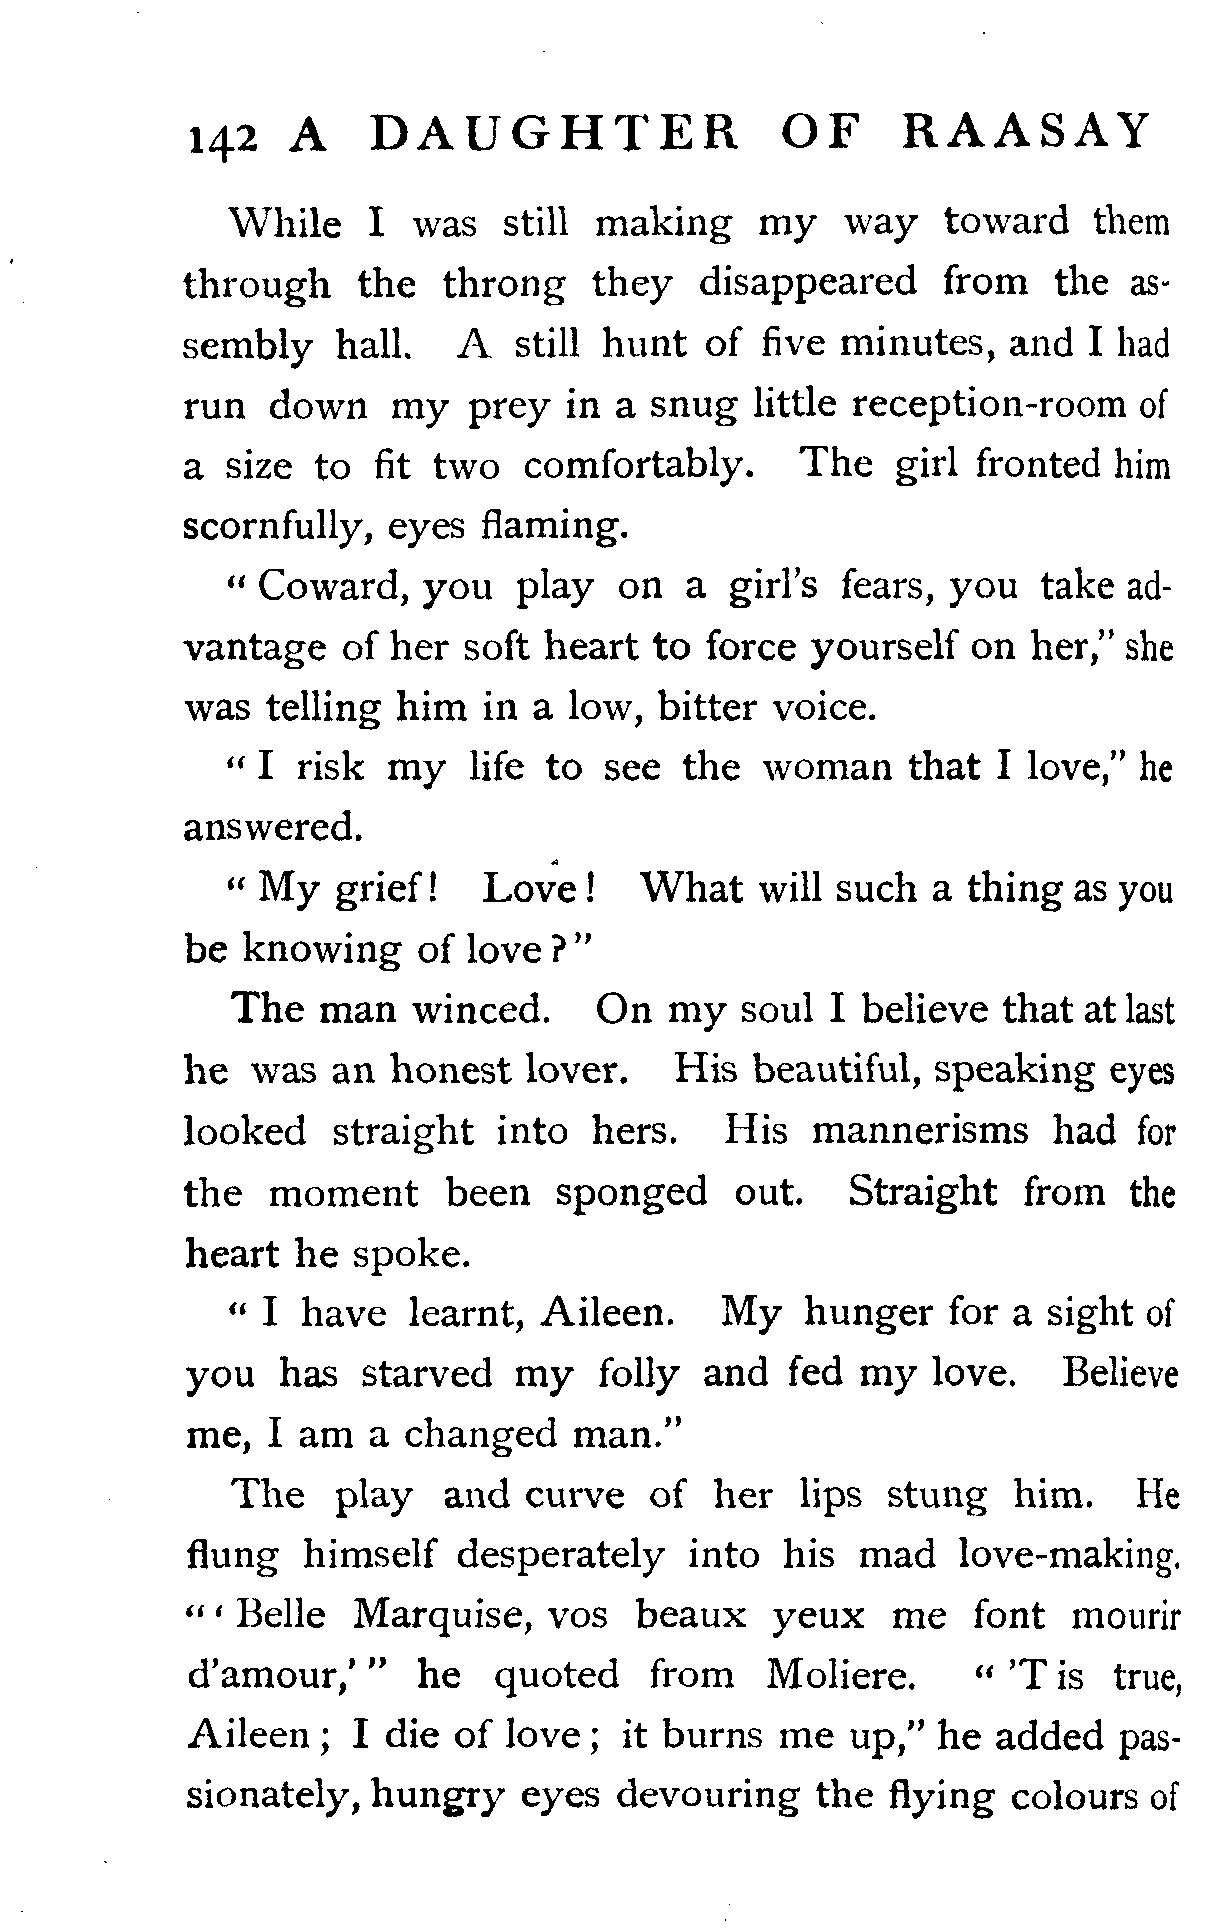 142 A DAUGHTER OF RAASAY
While I was still making my way toward them
through the throng they disappeared from the as-
sembly hall. A still hunt of five minutes, and I had
run down my prey in a snug little reception-room of
a size to fit two comfortably. The girl fronted him
scornfully, eyes flaming.
“ Coward, you play on a girl’s fears, you take ad-
vantage of her soft heart to force yourself on her,” she
was telling him in a low, bitter voice.
“ I risk my life to see the woman that I love,” he
answered.
“ My grief! Love ! What will such a thing as you
be knowing of love ? ”
The man winced. On my soul I believe that at last
he was an honest lover. His beautiful, speaking eyes
looked straight into hers. His mannerisms had for
the moment been sponged out. Straight from the
heart he spoke.
“ I have learnt, Aileen. My hunger for a sight of
you has starved my folly and fed my love. Believe
me, I am a changed man.”
The play and curve of her lips stung him. He
flung himself desperately into his mad love-making.
“ ‘ Belle Marquise, vos beaux yeux me font mourir
d’amour,’ ” he quoted from Moliere. “ ’T is true,
Aileen ; I die of love ; it burns me up,” he added pas-
sionately, hungry eyes devouring the flying colours of